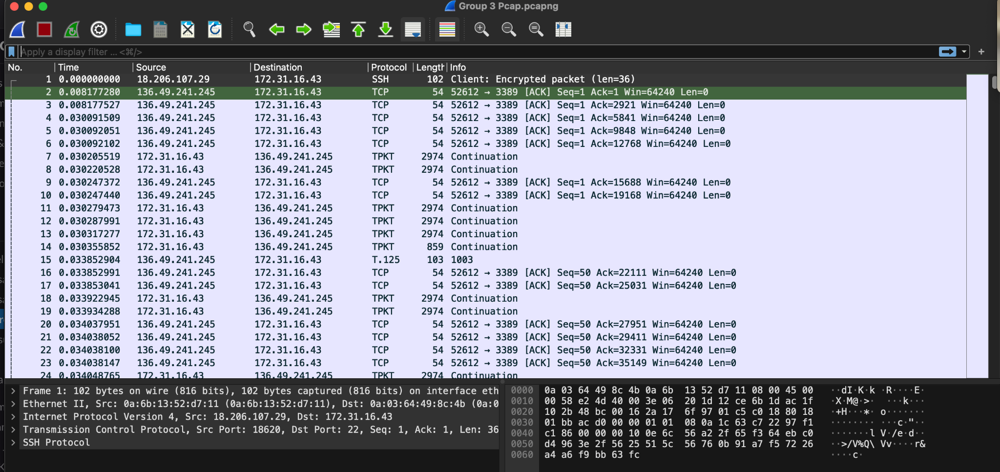 Group 3 Pcap.pcapng
Apply a display filter ... <⌘/>
No. Time Source Destination Protocol Length Info
1 0.000000000 18.206.107.29 172.31.16.43 SSH 102 Client: Encrypted packet (len=36)
2 0.008177280 136.49.241.245 172.31.16.43 TCP 54 52612 → 3389 [ACK] Seq=1 Ack=1 Win=64240 Len=0
3 0.008177527 136.49.241.245 172.31.16.43 TCP 54 52612 → 3389 [ACK] Seq=1 Ack=2921 Win=64240 Len=0
4 0.030091509 136.49.241.245 172.31.16.43 TCP 54 52612 → 3389 [ACK] Seq=1 Ack=5841 Win=64240 Len=0
5 0.030092051 136.49.241.245 172.31.16.43 TCP 54 52612 → 3389 [ACK] Seq=1 Ack=9848 Win=64240 Len=0
6 0.030092102 136.49.241.245 172.31.16.43 TCP 54 52612 → 3389 [ACK] Seq=1 Ack=12768 Win=64240 Len=0
7 0.030205519 172.31.16.43 136.49.241.245 TPKT 2974 Continuation
8 0.030220528 172.31.16.43 136.49.241.245 TPKT 2974 Continuation
9 0.030247372 136.49.241.245 172.31.16.43 TCP 54 52612 → 3389 [ACK] Seq=1 Ack=15688 Win=64240 Len=0
10 0.030247440 136.49.241.245 172.31.16.43 TCP 54 52612 → 3389 [ACK] Seq=1 Ack=19168 Win=64240 Len=0
11 0.030279473 172.31.16.43 136.49.241.245 TPKT 2974 Continuation
12 0.030287991 172.31.16.43 136.49.241.245 TPKT 2974 Continuation
13 0.030317277 172.31.16.43 136.49.241.245 TPKT 2974 Continuation
14 0.030355852 172.31.16.43 136.49.241.245 TPKT 859 Continuation
15 0.033852904 136.49.241.245 172.31.16.43 T.125 103 1003
16 0.033852991 136.49.241.245 172.31.16.43 TCP 54 52612 → 3389 [ACK] Seq=50 Ack=22111 Win=64240 Len=0
17 0.033853041 136.49.241.245 172.31.16.43 TCP 54 52612 → 3389 [ACK] Seq=50 Ack=25031 Win=64240 Len=0
18 0.033922945 172.31.16.43 136.49.241.245 TPKT 2974 Continuation
19 0.033934288 172.31.16.43 136.49.241.245 TPKT 2974 Continuation
20 0.034037951 136.49.241.245 172.31.16.43 TCP 54 52612 → 3389 [ACK] Seq=50 Ack=27951 Win=64240 Len=0
21 0.034038052 136.49.241.245 172.31.16.43 TCP 54 52612 → 3389 [ACK] Seq=50 Ack=29411 Win=64240 Len=0
22 0.034038100 136.49.241.245 172.31.16.43 TCP 54 52612 → 3389 [ACK] Seq=50 Ack=32331 Win=64240 Len=0
23 0.034038147 136.49.241.245 172.31.16.43 TCP 54 52612 → 3389 [ACK] Seq=50 Ack=35149 Win=64240 Len=0
24 0.034048765 172.31.16.43 136.49.241.245 TPKT 2974 Continuation
Frame 1: 102 bytes on wire (816 bits), 102 bytes captured (816 bits) on interface eth
Ethernet II, Src: 0a:6b:13:52:d7:11 (0a:6b:13:52:d7:11), Dst: 0a:03:64:49:8c:4b (0a:0
Internet Protocol Version 4, Src: 18.206.107.29, Dst: 172.31.16.43
Transmission Control Protocol, Src Port: 18620, Dst Port: 22, Seq: 1, Ack: 1, Len: 36
SSH Protocol
0000 0a 03 64 49 8c 4b 0a 6b 13 52 d7 11 08 00 45 00 ··dI·K·k ·R····E·
0010 00 58 e2 4d 40 00 3e 06 20 1d 12 ce 6b 1d ac 1f ·X·M@·>· ···k···
0020 10 2b 48 bc 00 16 2a 17 6f 97 01 c5 c0 18 80 18 ·+H···*· o·······
0030 01 bb ac d0 00 00 01 01 08 0a 1c 63 c7 22 97 f1 ········ ···c·"··
0040 c1 86 00 00 00 10 0e 6c 56 a2 2f 65 f3 64 eb c0 ·······l V·/e·d··
0050 d4 96 3e 2f 56 25 51 5c 56 76 0b 91 a7 f5 72 26 ··>/V%Q\ Vv····r&
0060 a4 a6 f9 bb 63 fc ····c·